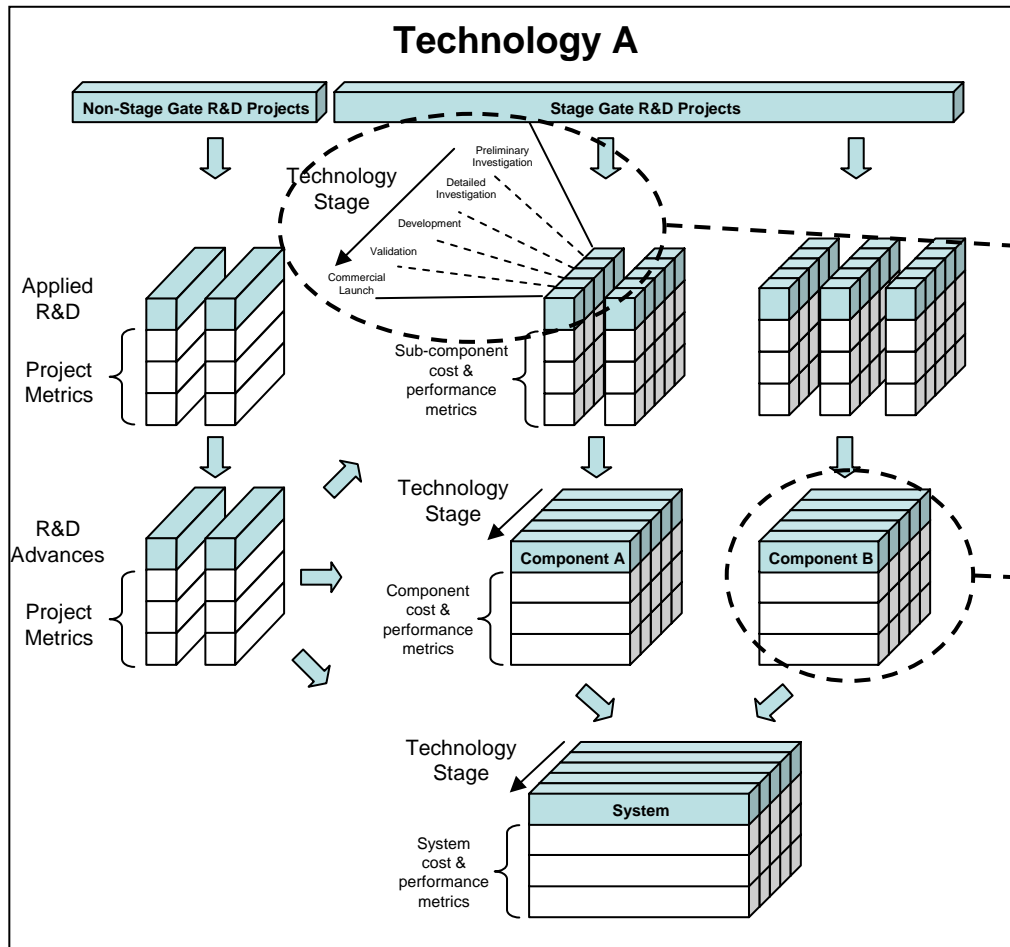 Technology A
Non-Stage Gate R&D Projects
Stage Gate R&D Projects
Technology
Stage
Preliminary
Investigation
Detailed
Investigation
Development
Validation
Commercial
Launch
Applied
R&D
Project
Metrics
Sub-component
cost &
performance
metrics
R&D
Advances
Project
Metrics
Technology
Stage
Component A
Component B
Component
cost &
performance
metrics
Technology
Stage
System
System
cost &
performance
metrics